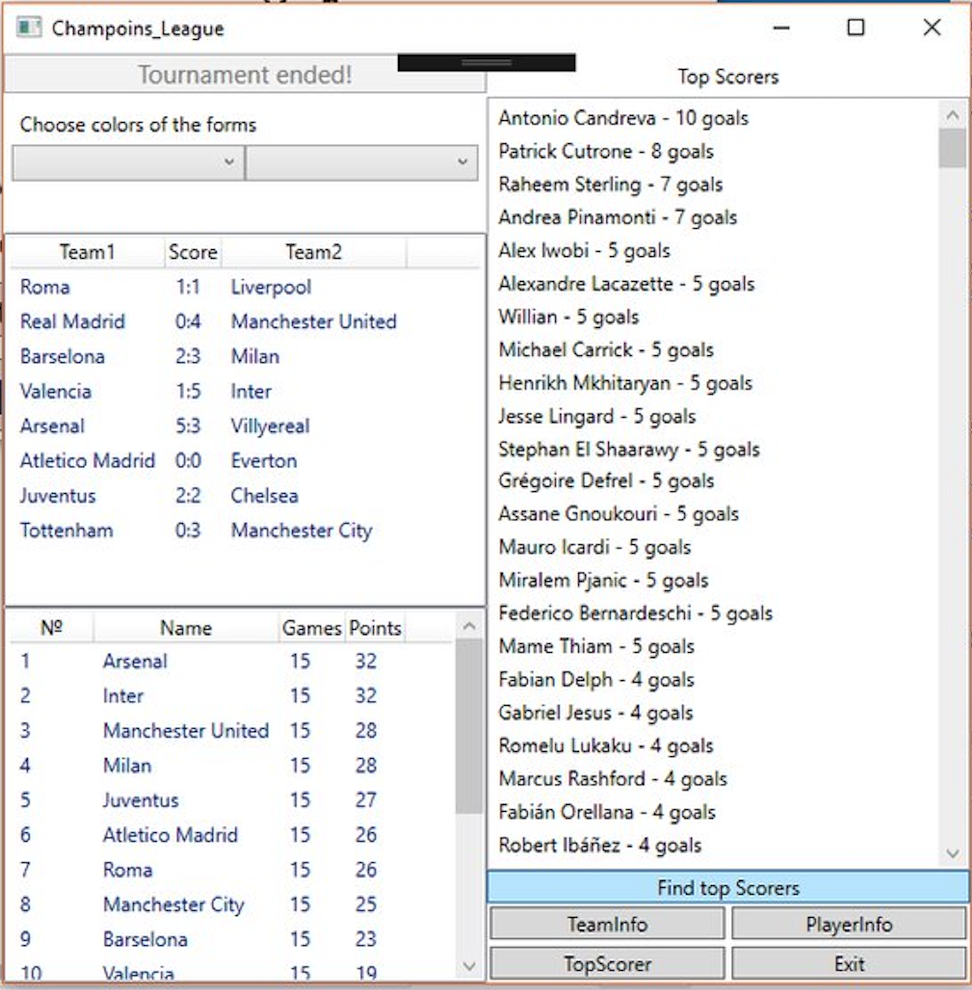 Champoins_League
Tournament ended!
Choose colors of the forms
Team1 Score Team2
Roma 1:1 Liverpool
Real Madrid 0:4 Manchester United
Barselona 2:3 Milan
Valencia 1:5 Inter
Arsenal 5:3 Villyereal
Atletico Madrid 0:0 Everton
Juventus 2:2 Chelsea
Tottenham 0:3 Manchester City
Nº Name Games Points
1 Arsenal 15 32
2 Inter 15 32
3 Manchester United 15 28
4 Milan 15 28
5 Juventus 15 27
6 Atletico Madrid 15 26
7 Roma 15 26
8 Manchester City 15 25
9 Barselona 15 23
10 Valencia 15 19
Top Scorers
Antonio Candreva - 10 goals
Patrick Cutrone - 8 goals
Raheem Sterling - 7 goals
Andrea Pinamonti - 7 goals
Alex Iwobi - 5 goals
Alexandre Lacazette - 5 goals
Willian - 5 goals
Michael Carrick - 5 goals
Henrikh Mkhitaryan - 5 goals
Jesse Lingard - 5 goals
Stephan El Shaarawy - 5 goals
Grégoire Defrel - 5 goals
Assane Gnoukouri - 5 goals
Mauro Icardi - 5 goals
Miralem Pjanic - 5 goals
Federico Bernardeschi - 5 goals
Mame Thiam - 5 goals
Fabian Delph - 4 goals
Gabriel Jesus - 4 goals
Romelu Lukaku - 4 goals
Marcus Rashford - 4 goals
Fabián Orellana - 4 goals
Robert Ibáñez - 4 goals
Find top Scorers
TeamInfo PlayerInfo
TopScorer Exit